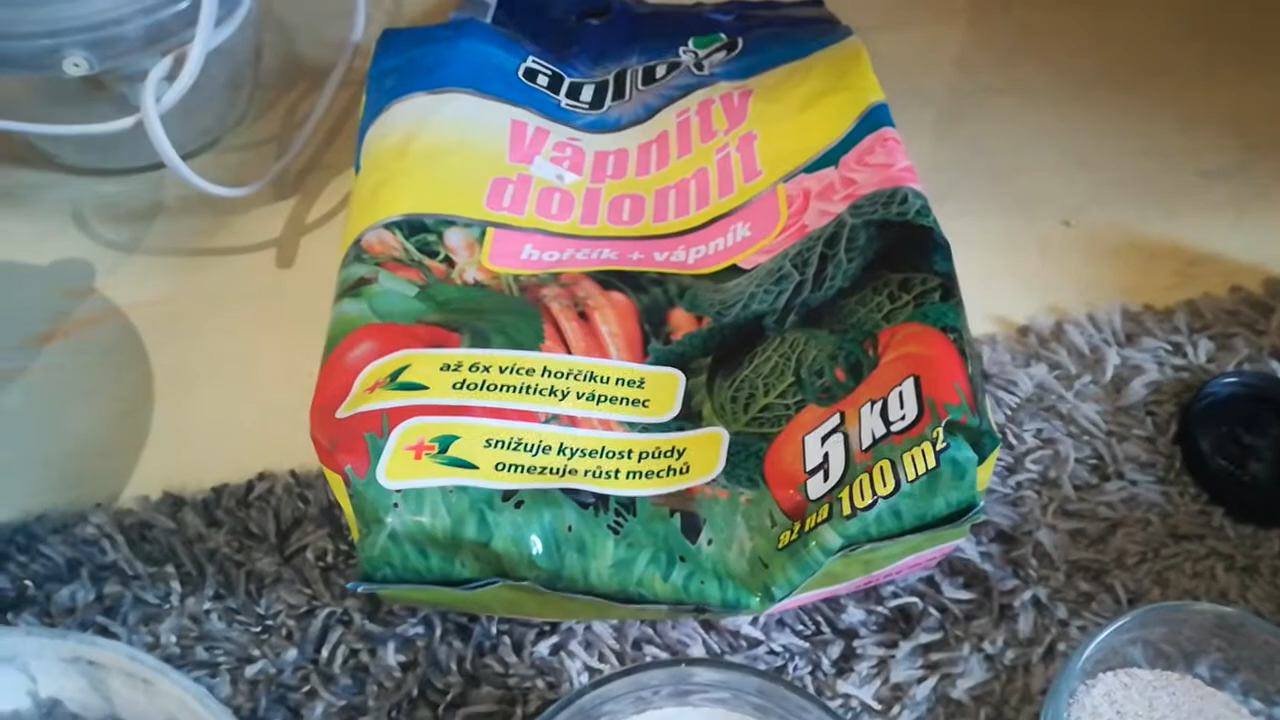 agro
Vápnitý
dolomit
hořčík + vápník
až 6x více hořčíku než
dolomitický vápenec
snižuje kyselost půdy
omezuje růst mechů
5 kg
až na 100 m²